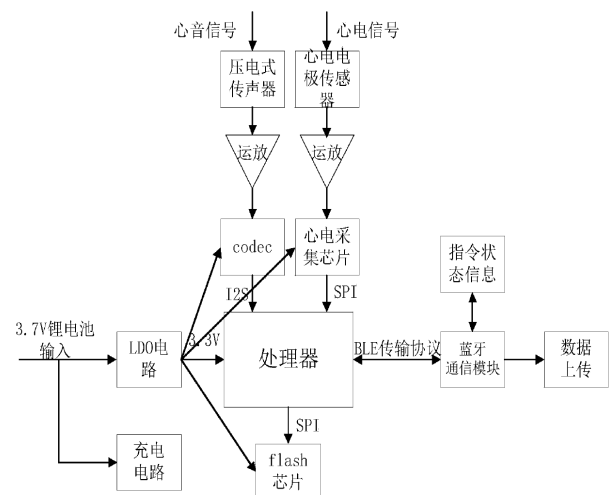 心音信号
心电信号
压电式
传声器
心电电
极传感
器
运放
运放
codec
心电采
集芯片
指令状
态信息
I2S
SPI
3.7V锂电池
输入
LDO电
路
3.3V
处理器
BLE传输协议
蓝牙
通信模块
数据
上传
SPI
充电
电路
flash
芯片